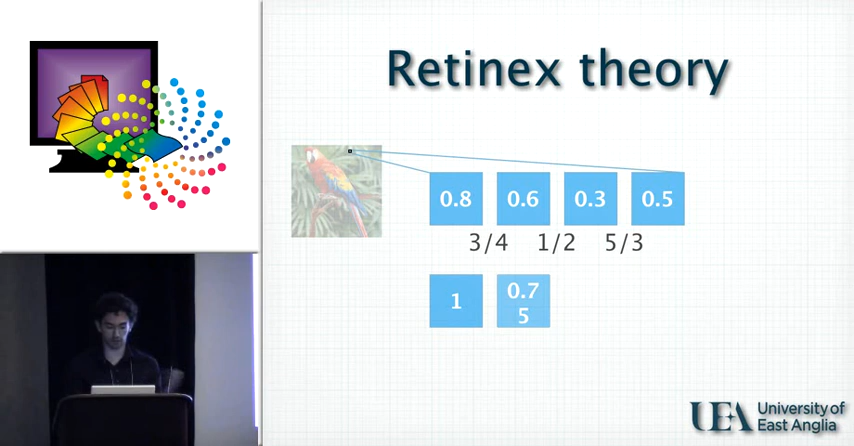 Retinex theory
0.8 0.6 0.3 0.5
3/4 1/2 5/3
1 0.7
5
UEA University of
East Anglia